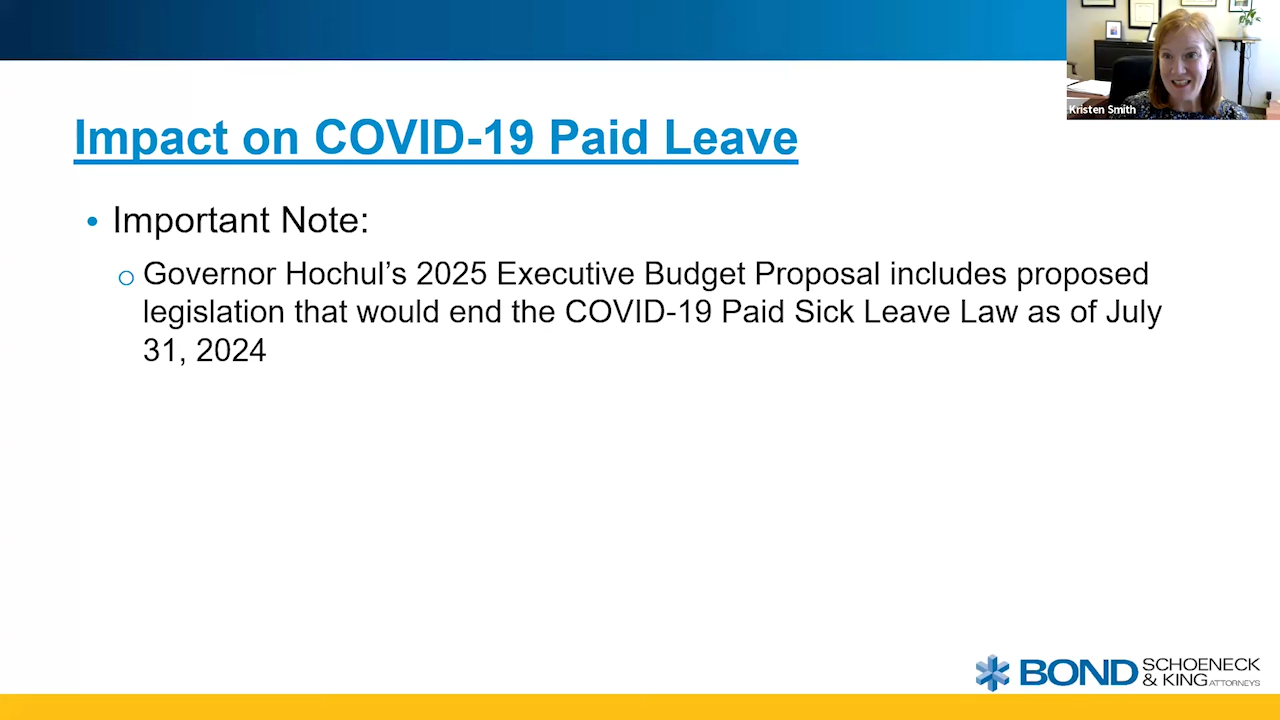 Kristen Smith
Impact on COVID-19 Paid Leave
• Important Note:
o Governor Hochul’s 2025 Executive Budget Proposal includes proposed
legislation that would end the COVID-19 Paid Sick Leave Law as of July
31, 2024
BOND SCHOENECK
& KING ATTORNEYS